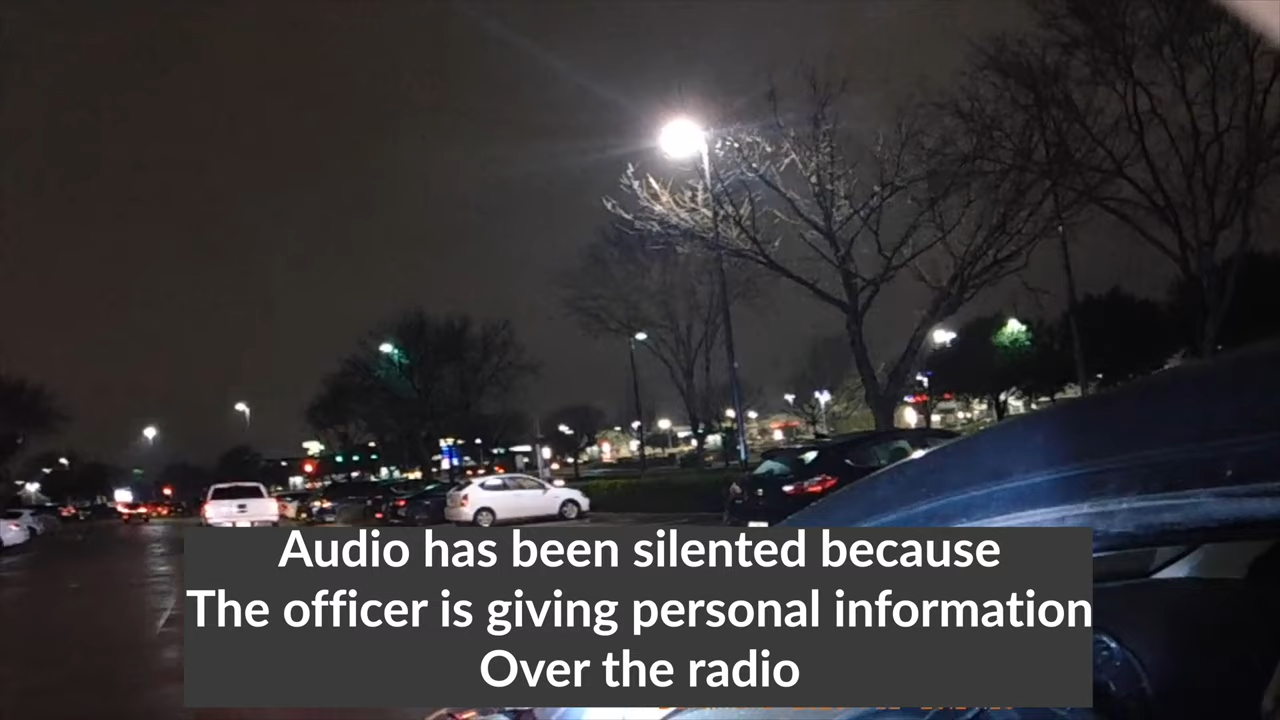 Audio has been silented because
The officer is giving personal information
Over the radio